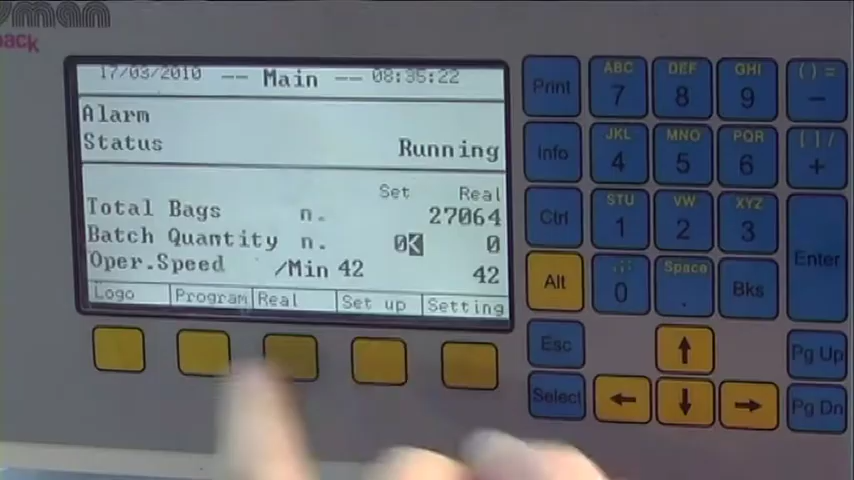 17/03/2010 -- Main -- 08:35:22
Alarm
Status Running
Set Real
Total Bags n. 27064
Batch Quantity n. 0 0
Oper.Speed /Min 42 42
Logo Program Real Set up Setting
Print ABC 7 DEF 8 GHI 9 ( ) = -
Info JKL 4 MNO 5 PQR 6 [ ] / +
Ctrl STU 1 VW 2 XYZ 3 Enter
Alt 0 Space . Bks
Esc ↑ Pg Up
Select ← ↓ → Pg Dn